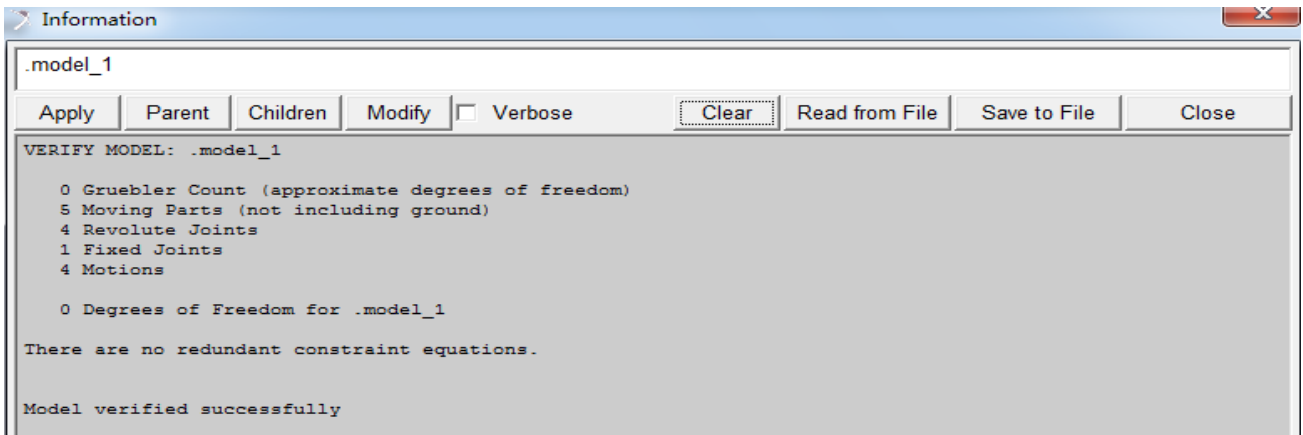 Information
.model_1
Apply Parent Children Modify Verbose Clear Read from File Save to File Close
VERIFY MODEL: .model_1
0 Gruebler Count (approximate degrees of freedom)
5 Moving Parts (not including ground)
4 Revolute Joints
1 Fixed Joints
4 Motions
0 Degrees of Freedom for .model_1
There are no redundant constraint equations.
Model verified successfully